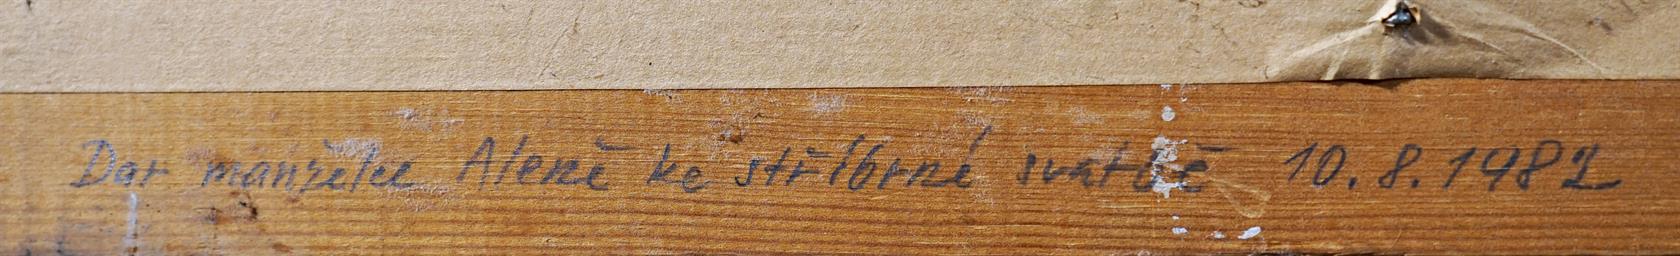 Dar manželce Aleně ke stříbrné svatbě 10.8.1982